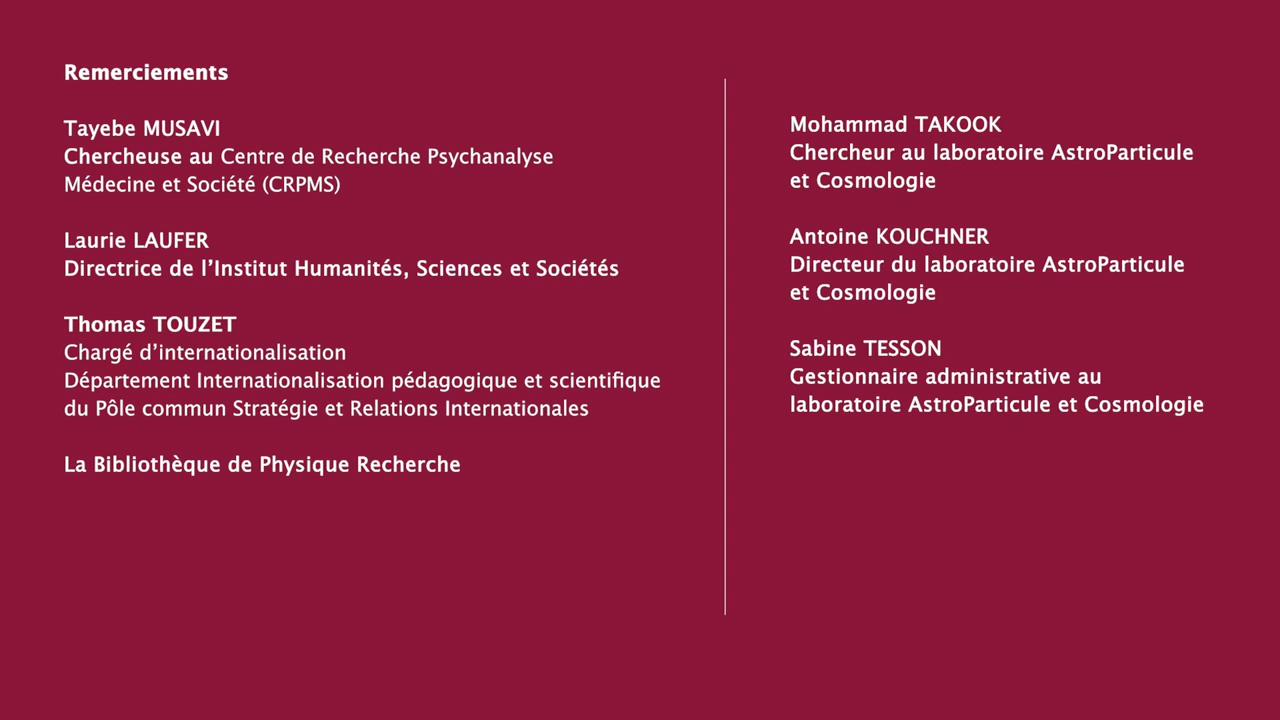 Remerciements
Tayebe MUSAVI
Chercheuse au Centre de Recherche Psychanalyse
Médecine et Société (CRPMS)
Laurie LAUFER
Directrice de l’Institut Humanités, Sciences et Sociétés
Thomas TOUZET
Chargé d’internationalisation
Département Internationalisation pédagogique et scientifique
du Pôle commun Stratégie et Relations Internationales
La Bibliothèque de Physique Recherche
Mohammad TAKOOK
Chercheur au laboratoire AstroParticule
et Cosmologie
Antoine KOUCHNER
Directeur du laboratoire AstroParticule
et Cosmologie
Sabine TESSON
Gestionnaire administrative au
laboratoire AstroParticule et Cosmologie